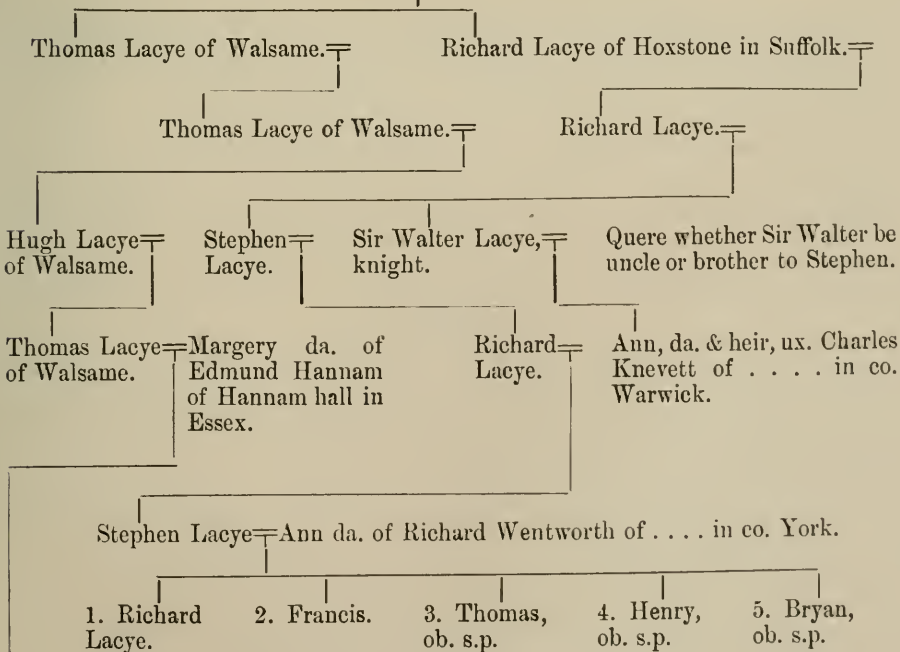 Thomas Lacye of Walsame.
Richard Lacye of Hoxstone in Suffolk.
Thomas Lacye of Walsame.
Richard Lacye.
Hugh Lacye
of Walsame.
Stephen
Lacye.
Sir Walter Lacye,
knight.
Quere whether Sir Walter be
uncle or brother to Stephen.
Thomas Lacye
of Walsame.
Margery da. of
Edmund Hannam
of Hannam hall in
Essex.
Richard
Lacye.
Ann, da. & heir, ux. Charles
Knevett of . . . . in co.
Warwick.
Stephen Lacye
Ann da. of Richard Wentworth of . . . . in co. York.
1. Richard
Lacye.
2. Francis.
3. Thomas,
ob. s.p.
4. Henry,
ob. s.p.
5. Bryan,
ob. s.p.